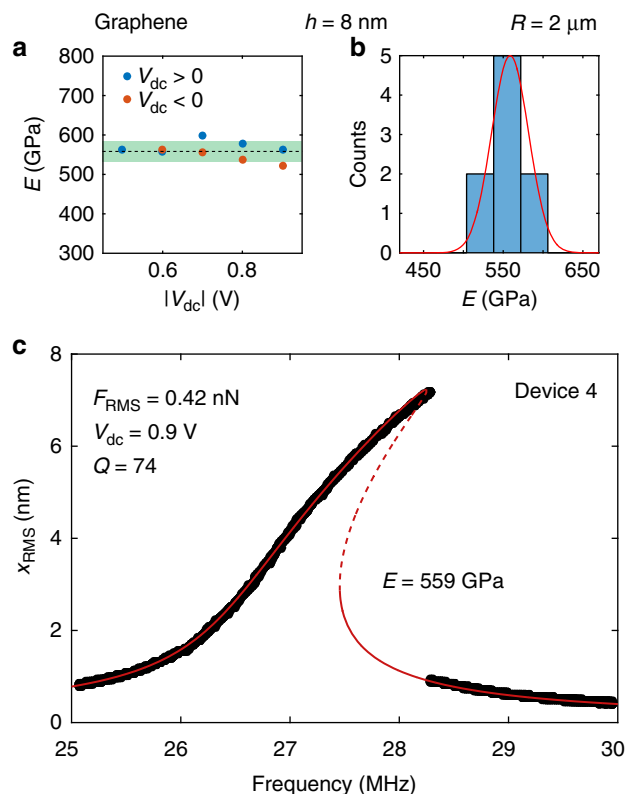 Graphene h = 8 nm R = 2 μm
a
800
700
600
500
400
300
E (GPa)
V_dc > 0
V_dc < 0
0.6 0.8
|V_dc| (V)
b
5
4
3
2
1
0
Counts
450 550 650
E (GPa)
c
8
6
4
2
0
x_RMS (nm)
F_RMS = 0.42 nN
V_dc = 0.9 V
Q = 74
Device 4
E = 559 GPa
25 26 27 28 29 30
Frequency (MHz)